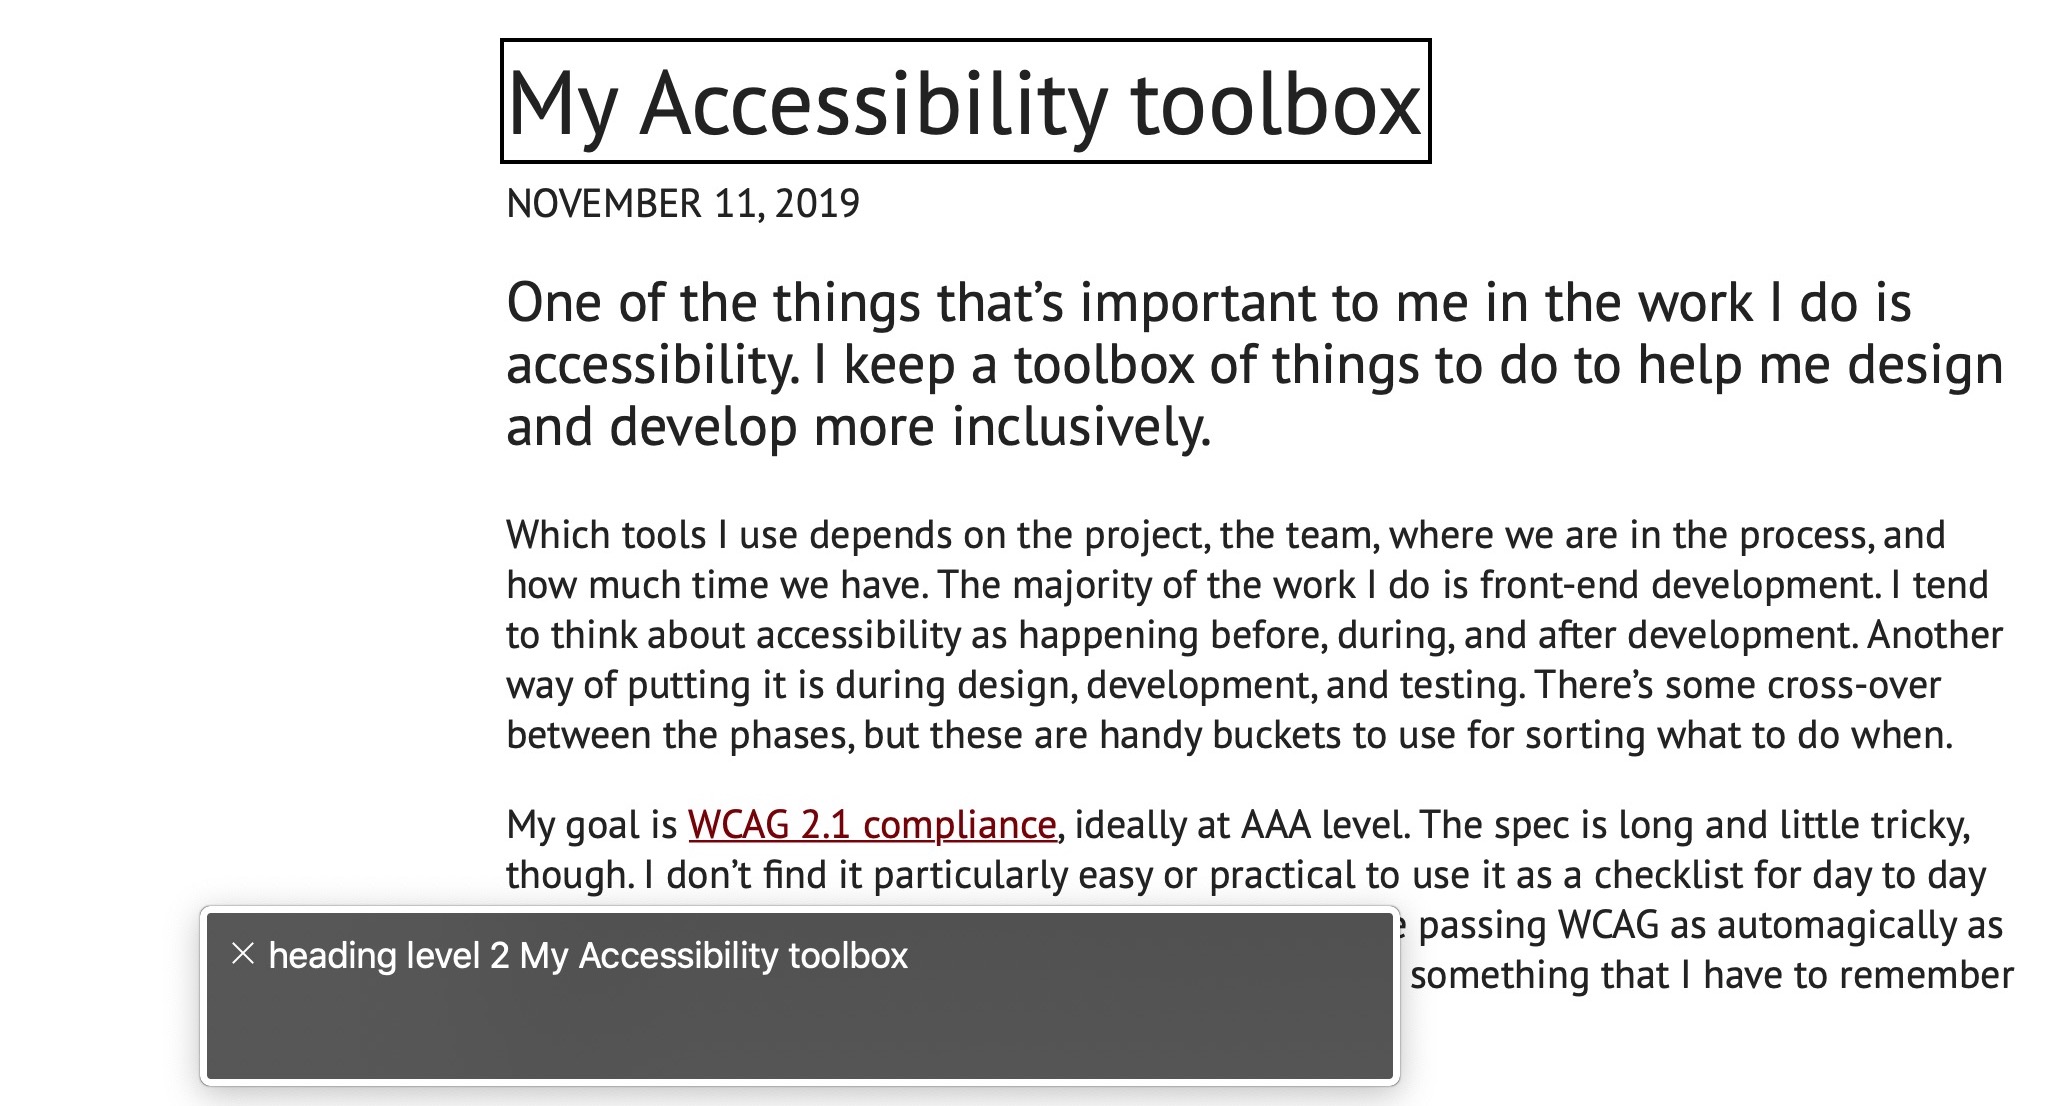 My Accessibility toolbox
NOVEMBER 11, 2019
One of the things that’s important to me in the work I do is
accessibility. I keep a toolbox of things to do to help me design
and develop more inclusively.
Which tools I use depends on the project, the team, where we are in the process, and
how much time we have. The majority of the work I do is front-end development. I tend
to think about accessibility as happening before, during, and after development. Another
way of putting it is during design, development, and testing. There’s some cross-over
between the phases, but these are handy buckets to use for sorting what to do when.
My goal is WCAG 2.1 compliance, ideally at AAA level. The spec is long and little tricky,
though. I don’t find it particularly easy or practical to use it as a checklist for day to day
passing WCAG as automagically as
something that I have to remember
heading level 2 My Accessibility toolbox